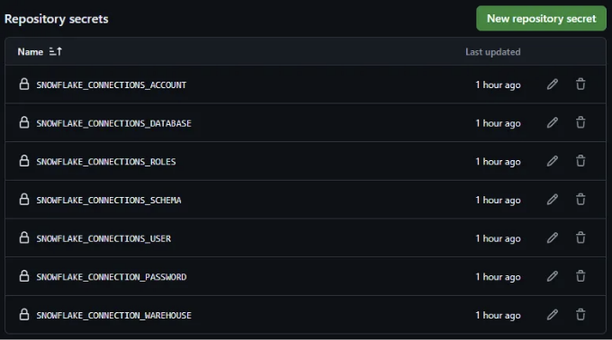 Repository secrets
New repository secret
Name
Last updated
SNOWFLAKE_CONNECTIONS_ACCOUNT 1 hour ago
SNOWFLAKE_CONNECTIONS_DATABASE 1 hour ago
SNOWFLAKE_CONNECTIONS_ROLES 1 hour ago
SNOWFLAKE_CONNECTIONS_SCHEMA 1 hour ago
SNOWFLAKE_CONNECTIONS_USER 1 hour ago
SNOWFLAKE_CONNECTION_PASSWORD 1 hour ago
SNOWFLAKE_CONNECTION_WAREHOUSE 1 hour ago